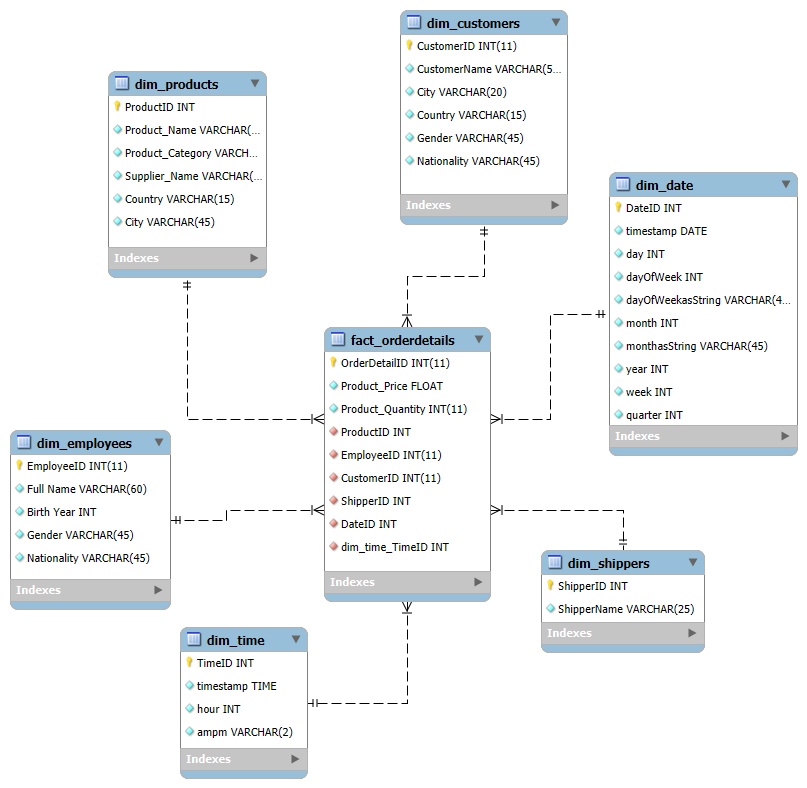 dim_customers
CustomerID INT(11)
CustomerName VARCHAR(5...
City VARCHAR(20)
Country VARCHAR(15)
Gender VARCHAR(45)
Nationality VARCHAR(45)
Indexes
dim_products
ProductID INT
Product_Name VARCHAR(...
Product_Category VARCH...
Supplier_Name VARCHAR(...
Country VARCHAR(15)
City VARCHAR(45)
Indexes
dim_date
DateID INT
timestamp DATE
day INT
dayOfWeek INT
dayOfWeekasString VARCHAR(4...
month INT
monthasString VARCHAR(45)
year INT
week INT
quarter INT
Indexes
fact_orderdetails
OrderDetailID INT(11)
Product_Price FLOAT
Product_Quantity INT(11)
ProductID INT
EmployeeID INT(11)
CustomerID INT(11)
ShipperID INT
DateID INT
dim_time_TimeID INT
Indexes
dim_employees
EmployeeID INT(11)
Full Name VARCHAR(60)
Birth Year INT
Gender VARCHAR(45)
Nationality VARCHAR(45)
Indexes
dim_shippers
ShipperID INT
ShipperName VARCHAR(25)
Indexes
dim_time
TimeID INT
timestamp TIME
hour INT
ampm VARCHAR(2)
Indexes